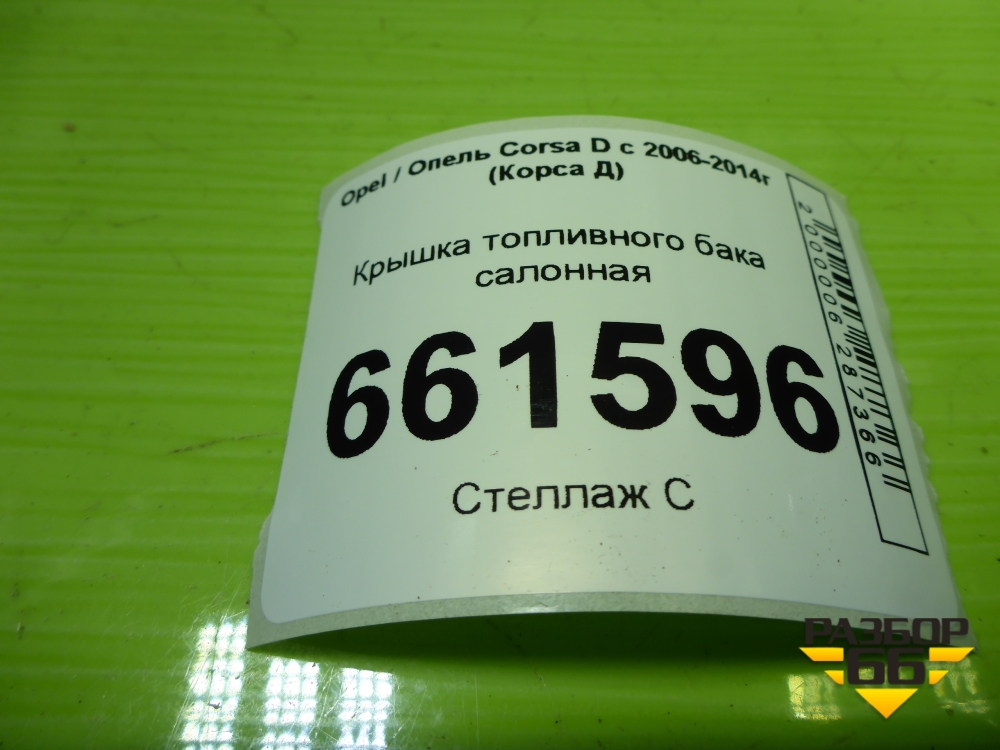 Opel / Опель Corsa D с 2006-2014г
(Корса Д)
Крышка топливного бака
салонная
661596
Стеллаж С
2000006287366
РАЗБОР
66